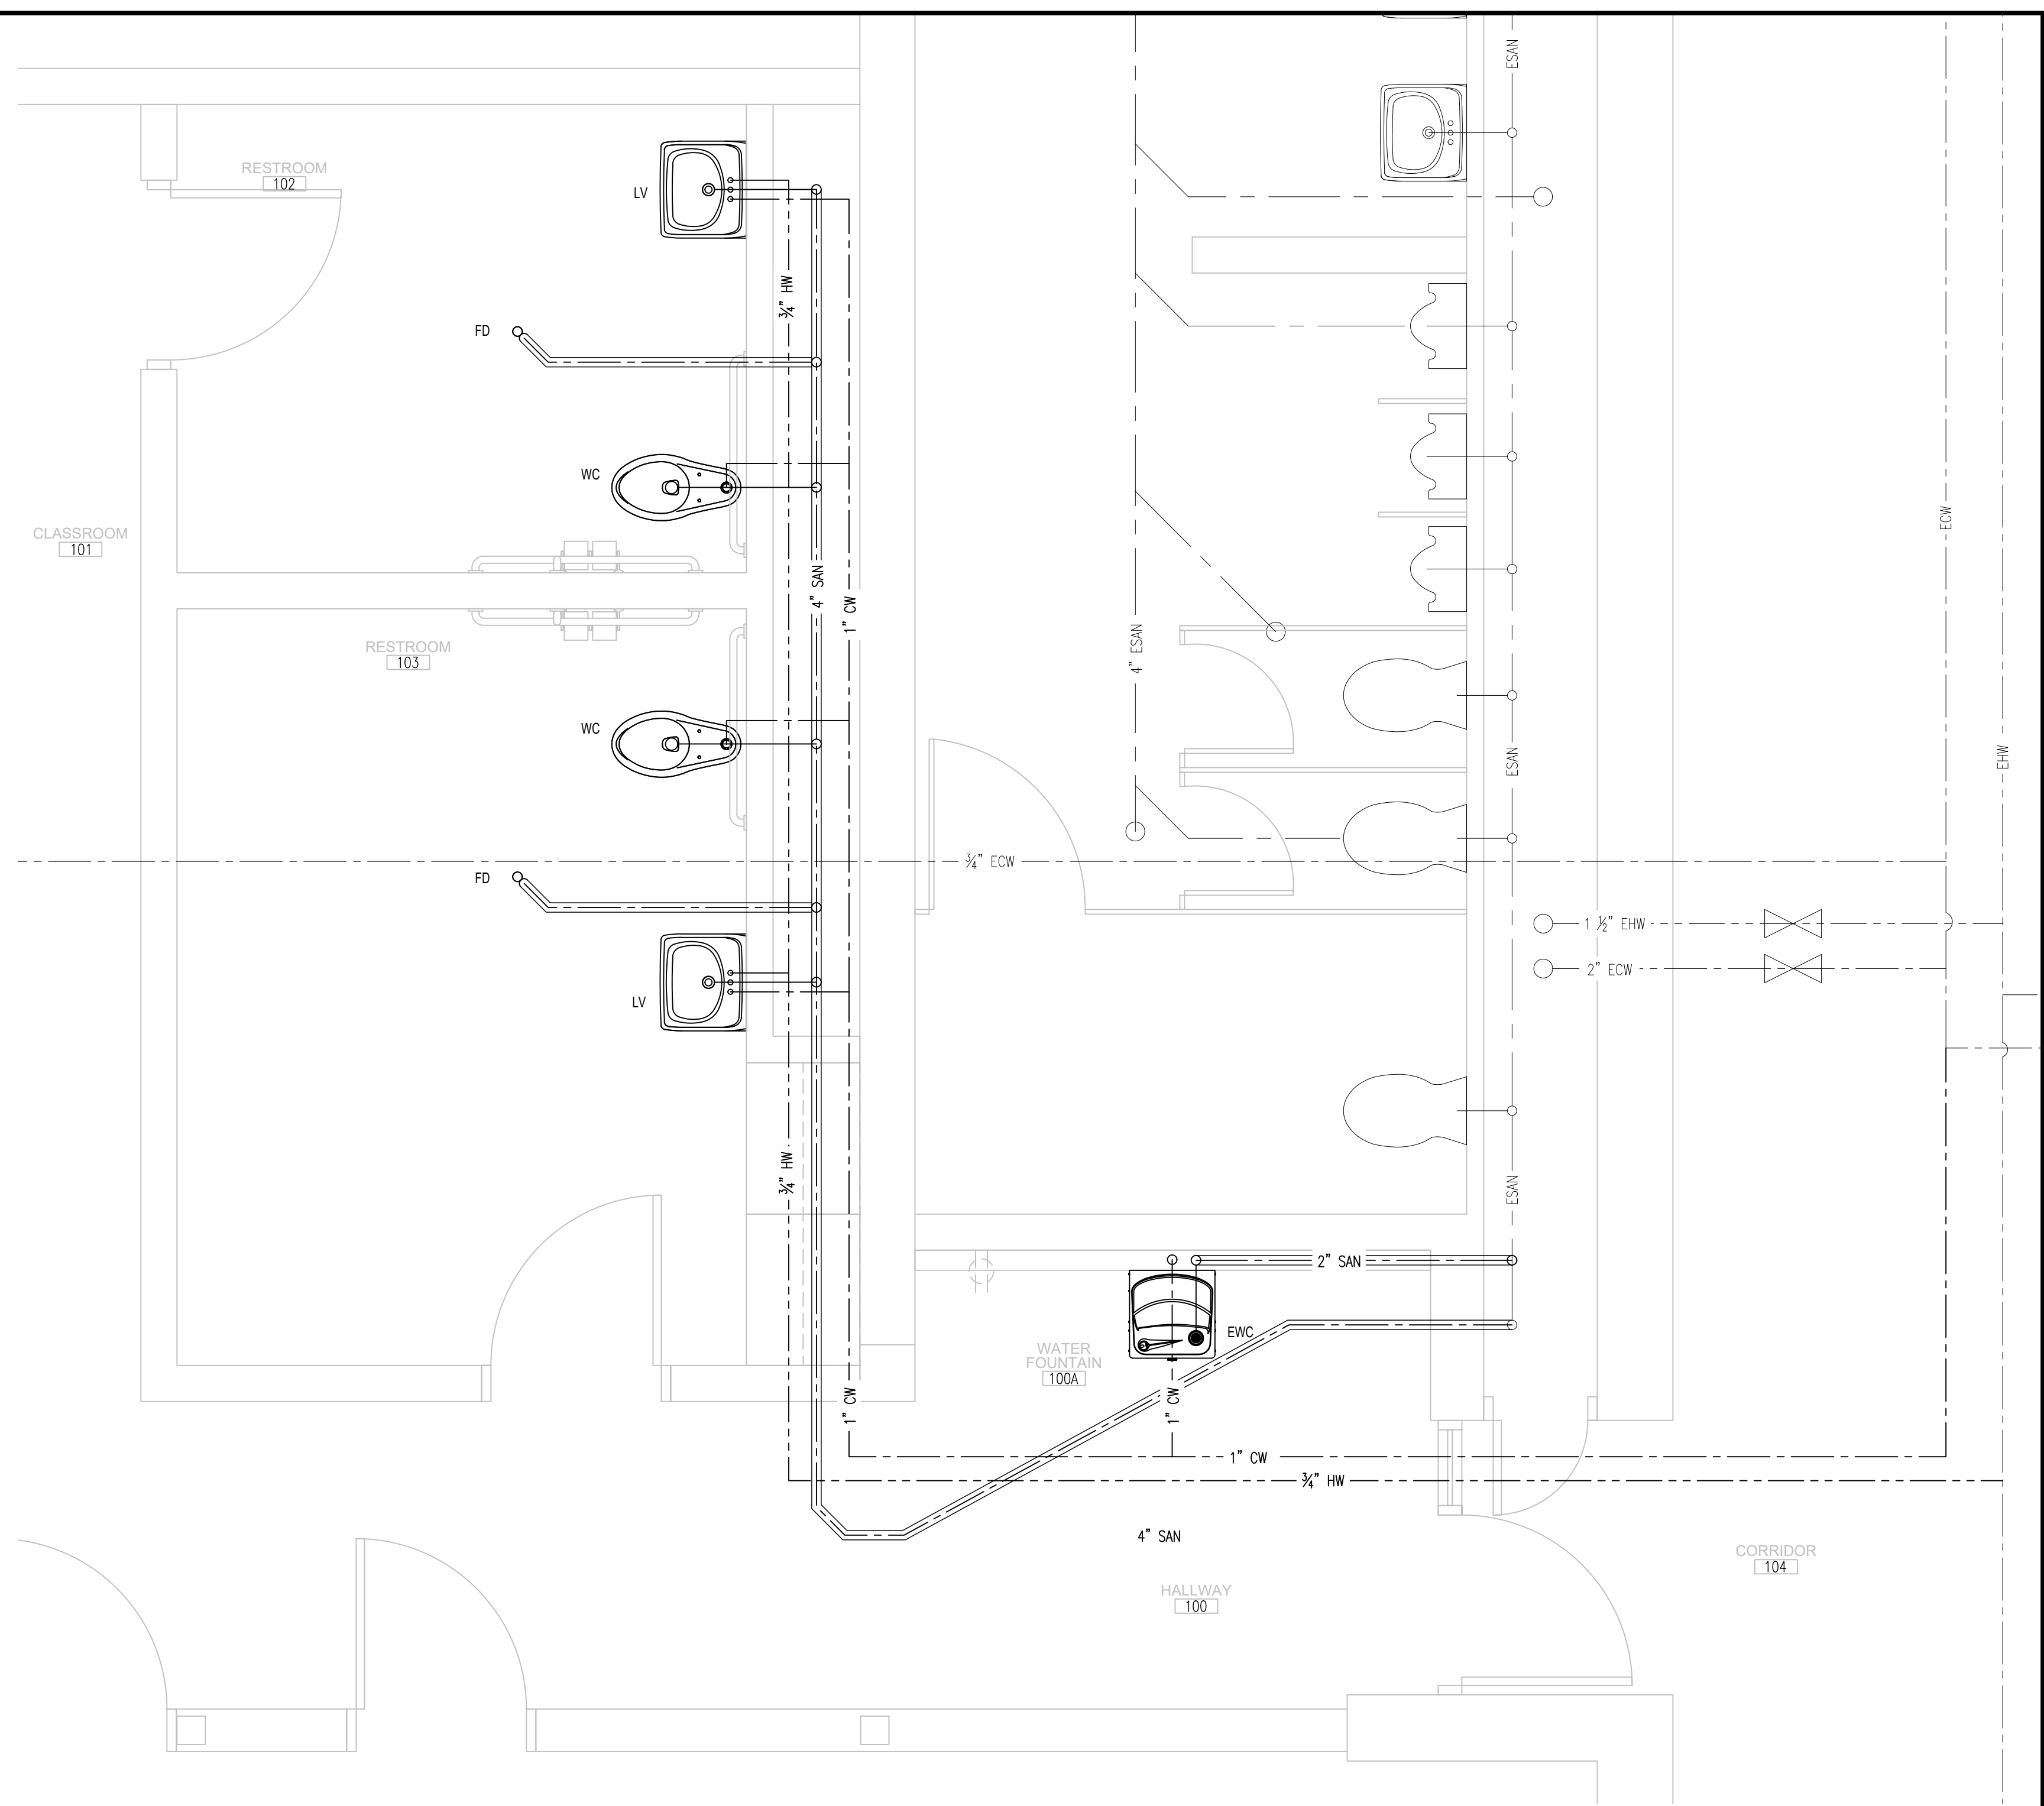 ESAN
RESTROOM
102
LV
¾" HW
FD
WC
CLASSROOM
101
ECW
4" SAN
1" CW
RESTROOM
103
4" ESAN
WC
ESAN
EHW
¾" ECW
FD
1 ½" EHW
2" ECW
LV
¾" HW
ESAN
2" SAN
EWC
WATER
FOUNTAIN
100A
1" CW
1" CW
1" CW
¾" HW
4" SAN
CORRIDOR
104
HALLWAY
100